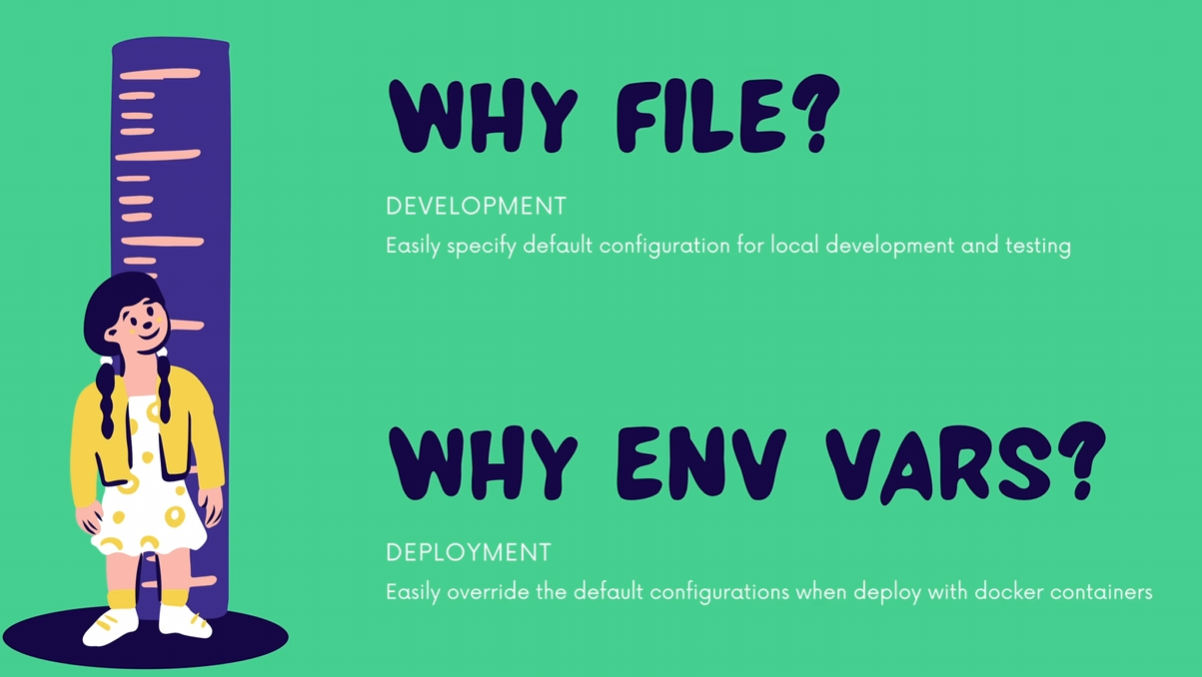 WHY FILE?
DEVELOPMENT
Easily specify default configuration for local development and testing
WHY ENV VARS?
DEPLOYMENT
Easily override the default configurations when deploy with docker containers